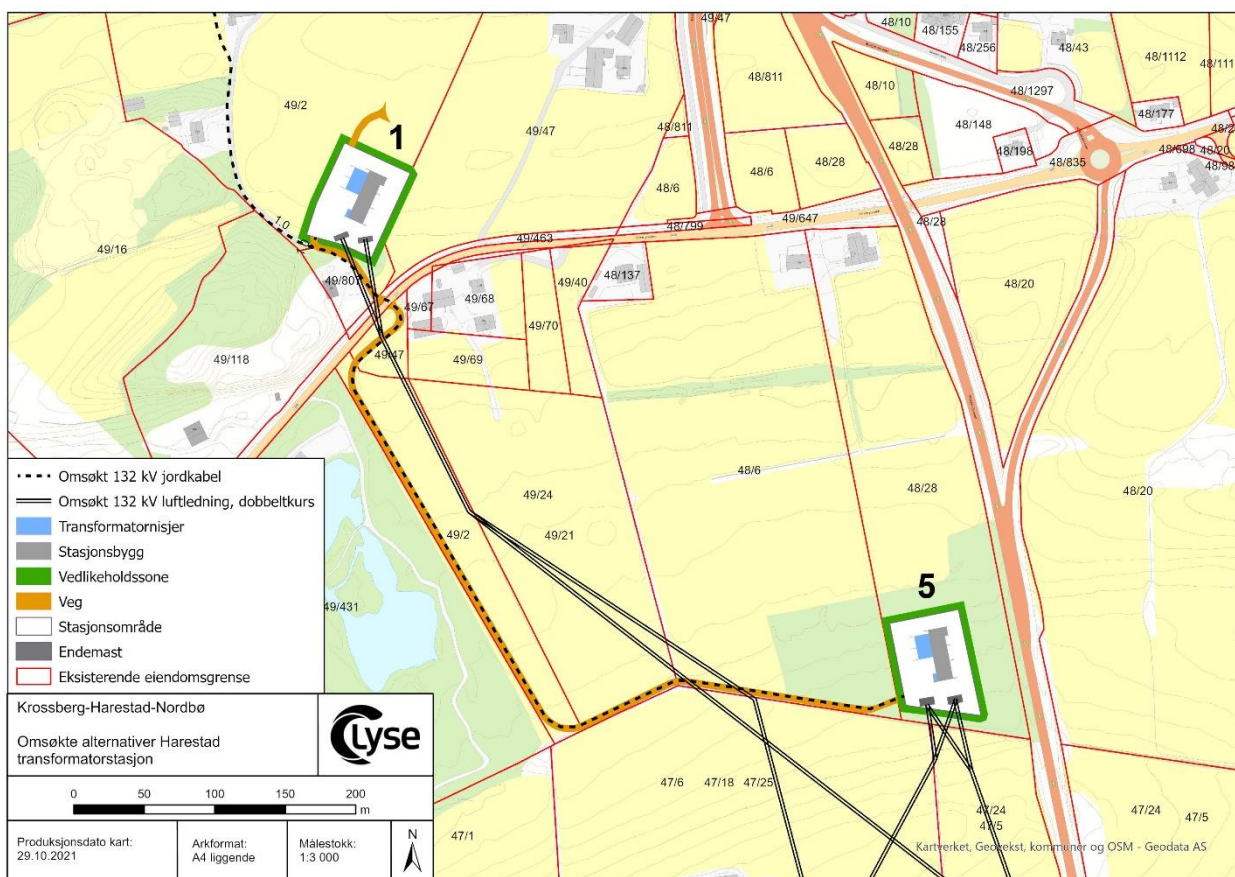 49/47
48/10
48/155
48/256
48/43
48/1112
48/111
49/2
1
49/47
48/811
48/10
48/1297
48/177
48/811
48/148
48/28
48/198
48/698
48/20
48/6
48/6
48/28
48/835
48/98
1.0
48/799
49/647
48/28
49/16
49/463
49/807
49/67
49/68
49/40
48/137
48/20
49/118
49/47
49/70
49/69
48/6
48/28
48/20
49/24
49/2
49/21
5
49/431
47/6
47/18
47/25
47/24
47/5
47/24
47/5
47/1
Omsøkt 132 kV jordkabel
Omsøkt 132 kV luftledning, dobbeltkurs
Transformatornisjer
Stasjonsbygg
Vedlikeholdssone
Veg
Stasjonsområde
Endemast
Eksisterende eiendomsgrense
Krossberg-Harestad-Nordbø
Omsøkte alternativer Harestad
transformatorstasjon
Lyse
0 50 100 150 200
m
Produksjonsdato kart:
29.10.2021
Arkformat:
A4 liggende
Målestokk:
1:3 000
N
Kartverket, Geovekst, kommuner og OSM - Geodata AS